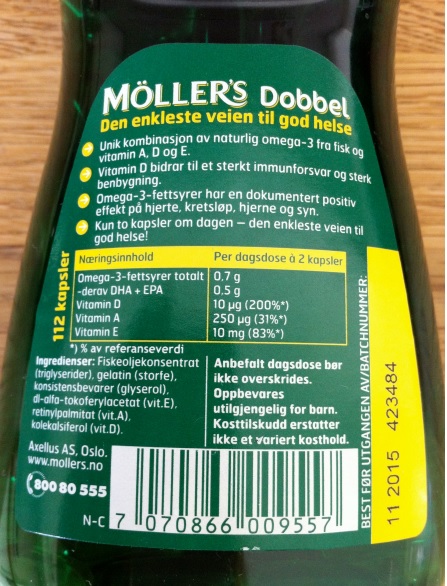 MÖLLER'S Dobbel
Den enkleste veien til god helse
Unik kombinasjon av naturlig omega-3 fra fisk og
vitamin A, D og E.
Vitamin D bidrar til et sterkt immunforsvar og sterk
benbygning.
Omega-3-fettsyrer har en dokumentert positiv
effekt på hjerte, kretsløp, hjerne og syn.
Kun to kapsler om dagen – den enkleste veien til
god helse!
112 kapsler
Næringsinnhold Per dagsdose à 2 kapsler
Omega-3-fettsyrer totalt 0.7 g
-derav DHA + EPA 0.5 g
Vitamin D 10 µg (200%*)
Vitamin A 250 µg (31%*)
Vitamin E 10 mg (83%*)
*) % av referanseverdi
Ingredienser: Fiskeoljekonsentrat
(triglyserider), gelatin (storfe),
konsistensbevarer (glyserol),
dl-alfa-tokoferylacetat (vit.E),
retinylpalmitat (vit.A),
kolekalsiferol (vit.D).
Anbefalt dagsdose bør
ikke overskrides.
Oppbevares
utilgjengelig for barn.
Kosttilskudd erstatter
ikke et variert kosthold.
Axellus AS, Oslo.
www.mollers.no
800 80 555
N-C 7 070866 009557
BEST FØR UTGANGEN AV/BATCHNUMMER:
11 2015 423484